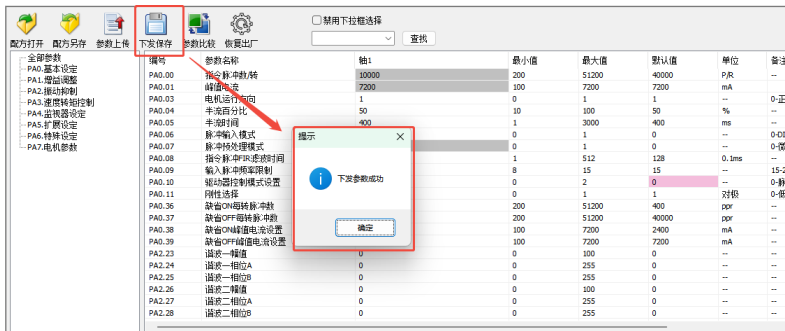 禁用下拉框选择
查找
配方打开 配方另存 参数上传 下发保存 参数比较 恢复出厂
全部参数
PA0.基本设定
PA1.增益调整
PA2.振动抑制
PA3.速度转矩控制
PA4.监视器设定
PA5.扩展设定
PA6.特殊设定
PA7.电机参数
编号 参数名称 轴1 最小值 最大值 默认值 单位 备注
PA0.00 指令脉冲数/转 10000 200 51200 40000 P/R --
PA0.01 峰值电流 7200 100 7200 7200 mA
PA0.03 电机运行方向 1 0 1 1 -- 0-正
PA0.04 半流百分比 50 10 100 50 % --
PA0.05 半流时间 400 1 3000 400 ms --
PA0.06 脉冲输入模式 0 1 0 -- 0-DI
PA0.07 脉冲预处理模式 0 1 0 --
PA0.08 指令脉冲FIR滤波时间 1 512 128 0.1ms --
PA0.09 输入脉冲频率限制 8 15 15 -- 15-2
PA0.10 驱动器控制模式设置 0 2 0 -- 0-脉
PA0.11 刚性选择 0 1 1 对极 0-低
PA0.36 缺省ON每转脉冲数 200 51200 400 ppr --
PA0.37 缺省OFF每转脉冲数 200 51200 40000 ppr --
PA0.38 缺省ON峰值电流设置 100 7200 2400 mA --
PA0.39 缺省OFF峰值电流设置 100 7200 7200 mA --
PA2.23 谐波一幅值 0 0 100 0 -- --
PA2.24 谐波一相位A 0 0 255 0 -- --
PA2.25 谐波一相位B 0 0 255 0 -- --
PA2.26 谐波二幅值 0 0 100 0 -- --
PA2.27 谐波二相位A 0 0 255 0 -- --
PA2.28 谐波二相位B 0 0 255 0 -- --
提示
下发参数成功
确定